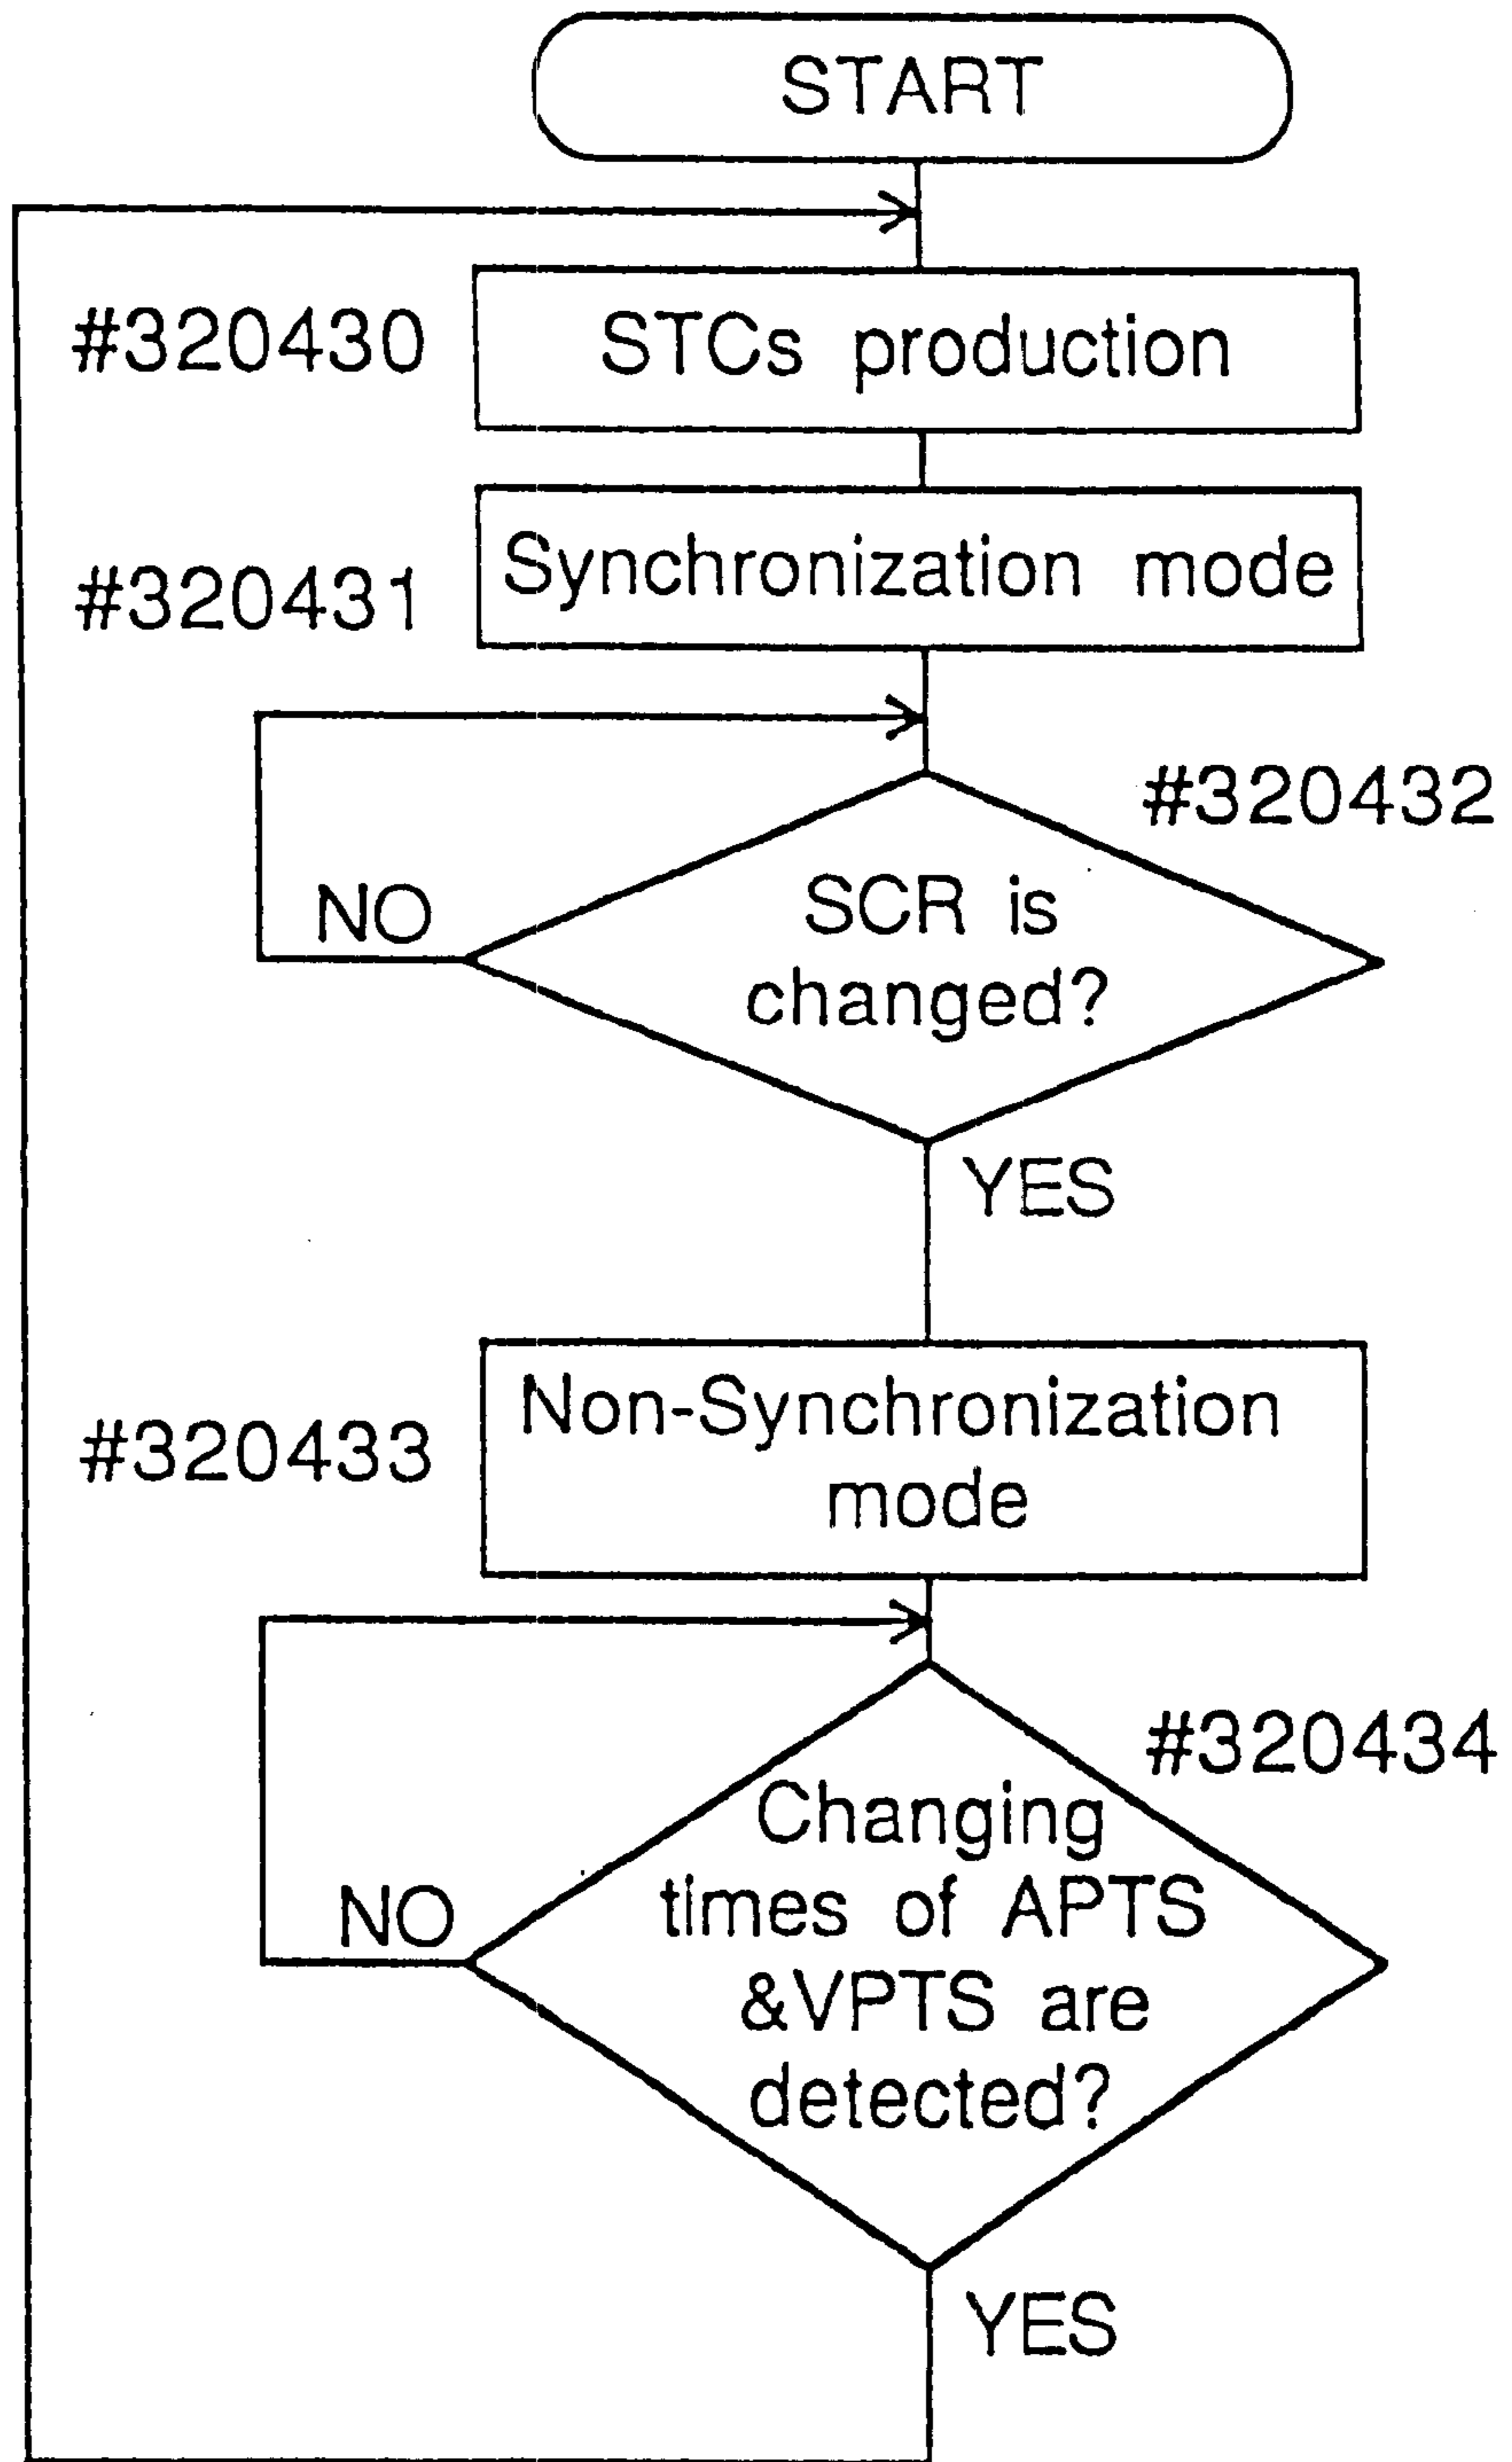 START
#320430
STCs production
#320431
Synchronization mode
#320432
SCR is
changed?
NO
YES
#320433
Non-Synchronization
mode
#320434
Changing
times of APTS
&VPTS are
detected?
NO
YES